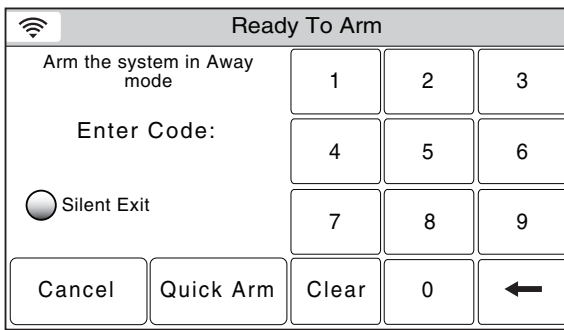 Ready To Arm
Arm the system in Away
mode
Enter Code:
Silent Exit
1 2 3
4 5 6
7 8 9
Cancel Quick Arm Clear 0